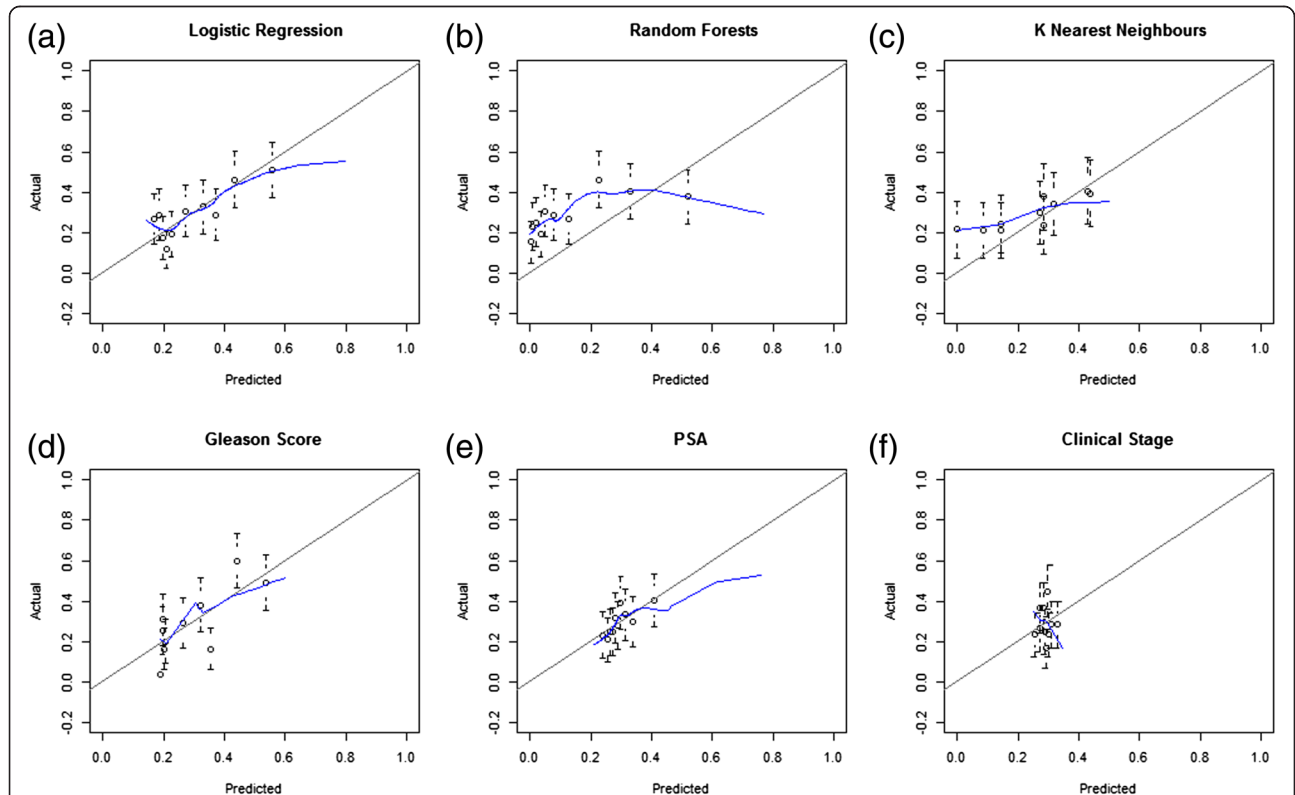 (a) Logistic Regression
Actual
1.0
0.8
0.6
0.4
0.2
0.0
-0.2
0.0 0.2 0.4 0.6 0.8 1.0
Predicted
(b) Random Forests
Actual
1.0
0.8
0.6
0.4
0.2
0.0
-0.2
0.0 0.2 0.4 0.6 0.8 1.0
Predicted
(c) K Nearest Neighbours
Actual
1.0
0.8
0.6
0.4
0.2
0.0
-0.2
0.0 0.2 0.4 0.6 0.8 1.0
Predicted
(d) Gleason Score
Actual
1.0
0.8
0.6
0.4
0.2
0.0
-0.2
0.0 0.2 0.4 0.6 0.8 1.0
Predicted
(e) PSA
Actual
1.0
0.8
0.6
0.4
0.2
0.0
-0.2
0.0 0.2 0.4 0.6 0.8 1.0
Predicted
(f) Clinical Stage
Actual
1.0
0.8
0.6
0.4
0.2
0.0
-0.2
0.0 0.2 0.4 0.6 0.8 1.0
Predicted